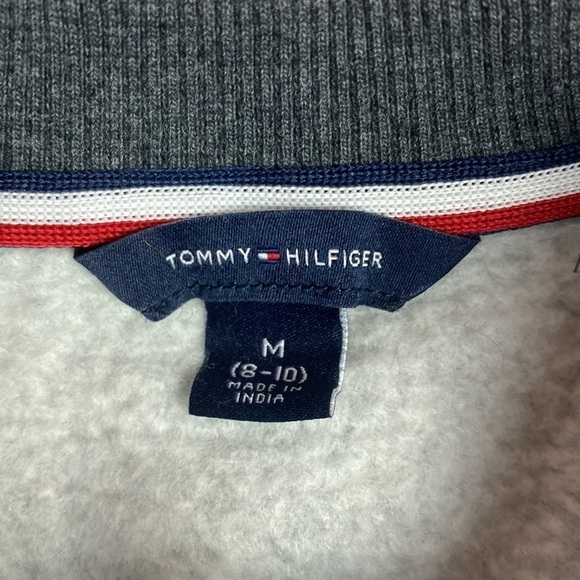 TOMMY HILFIGER
M
(8-10)
MADE IN
INDIA